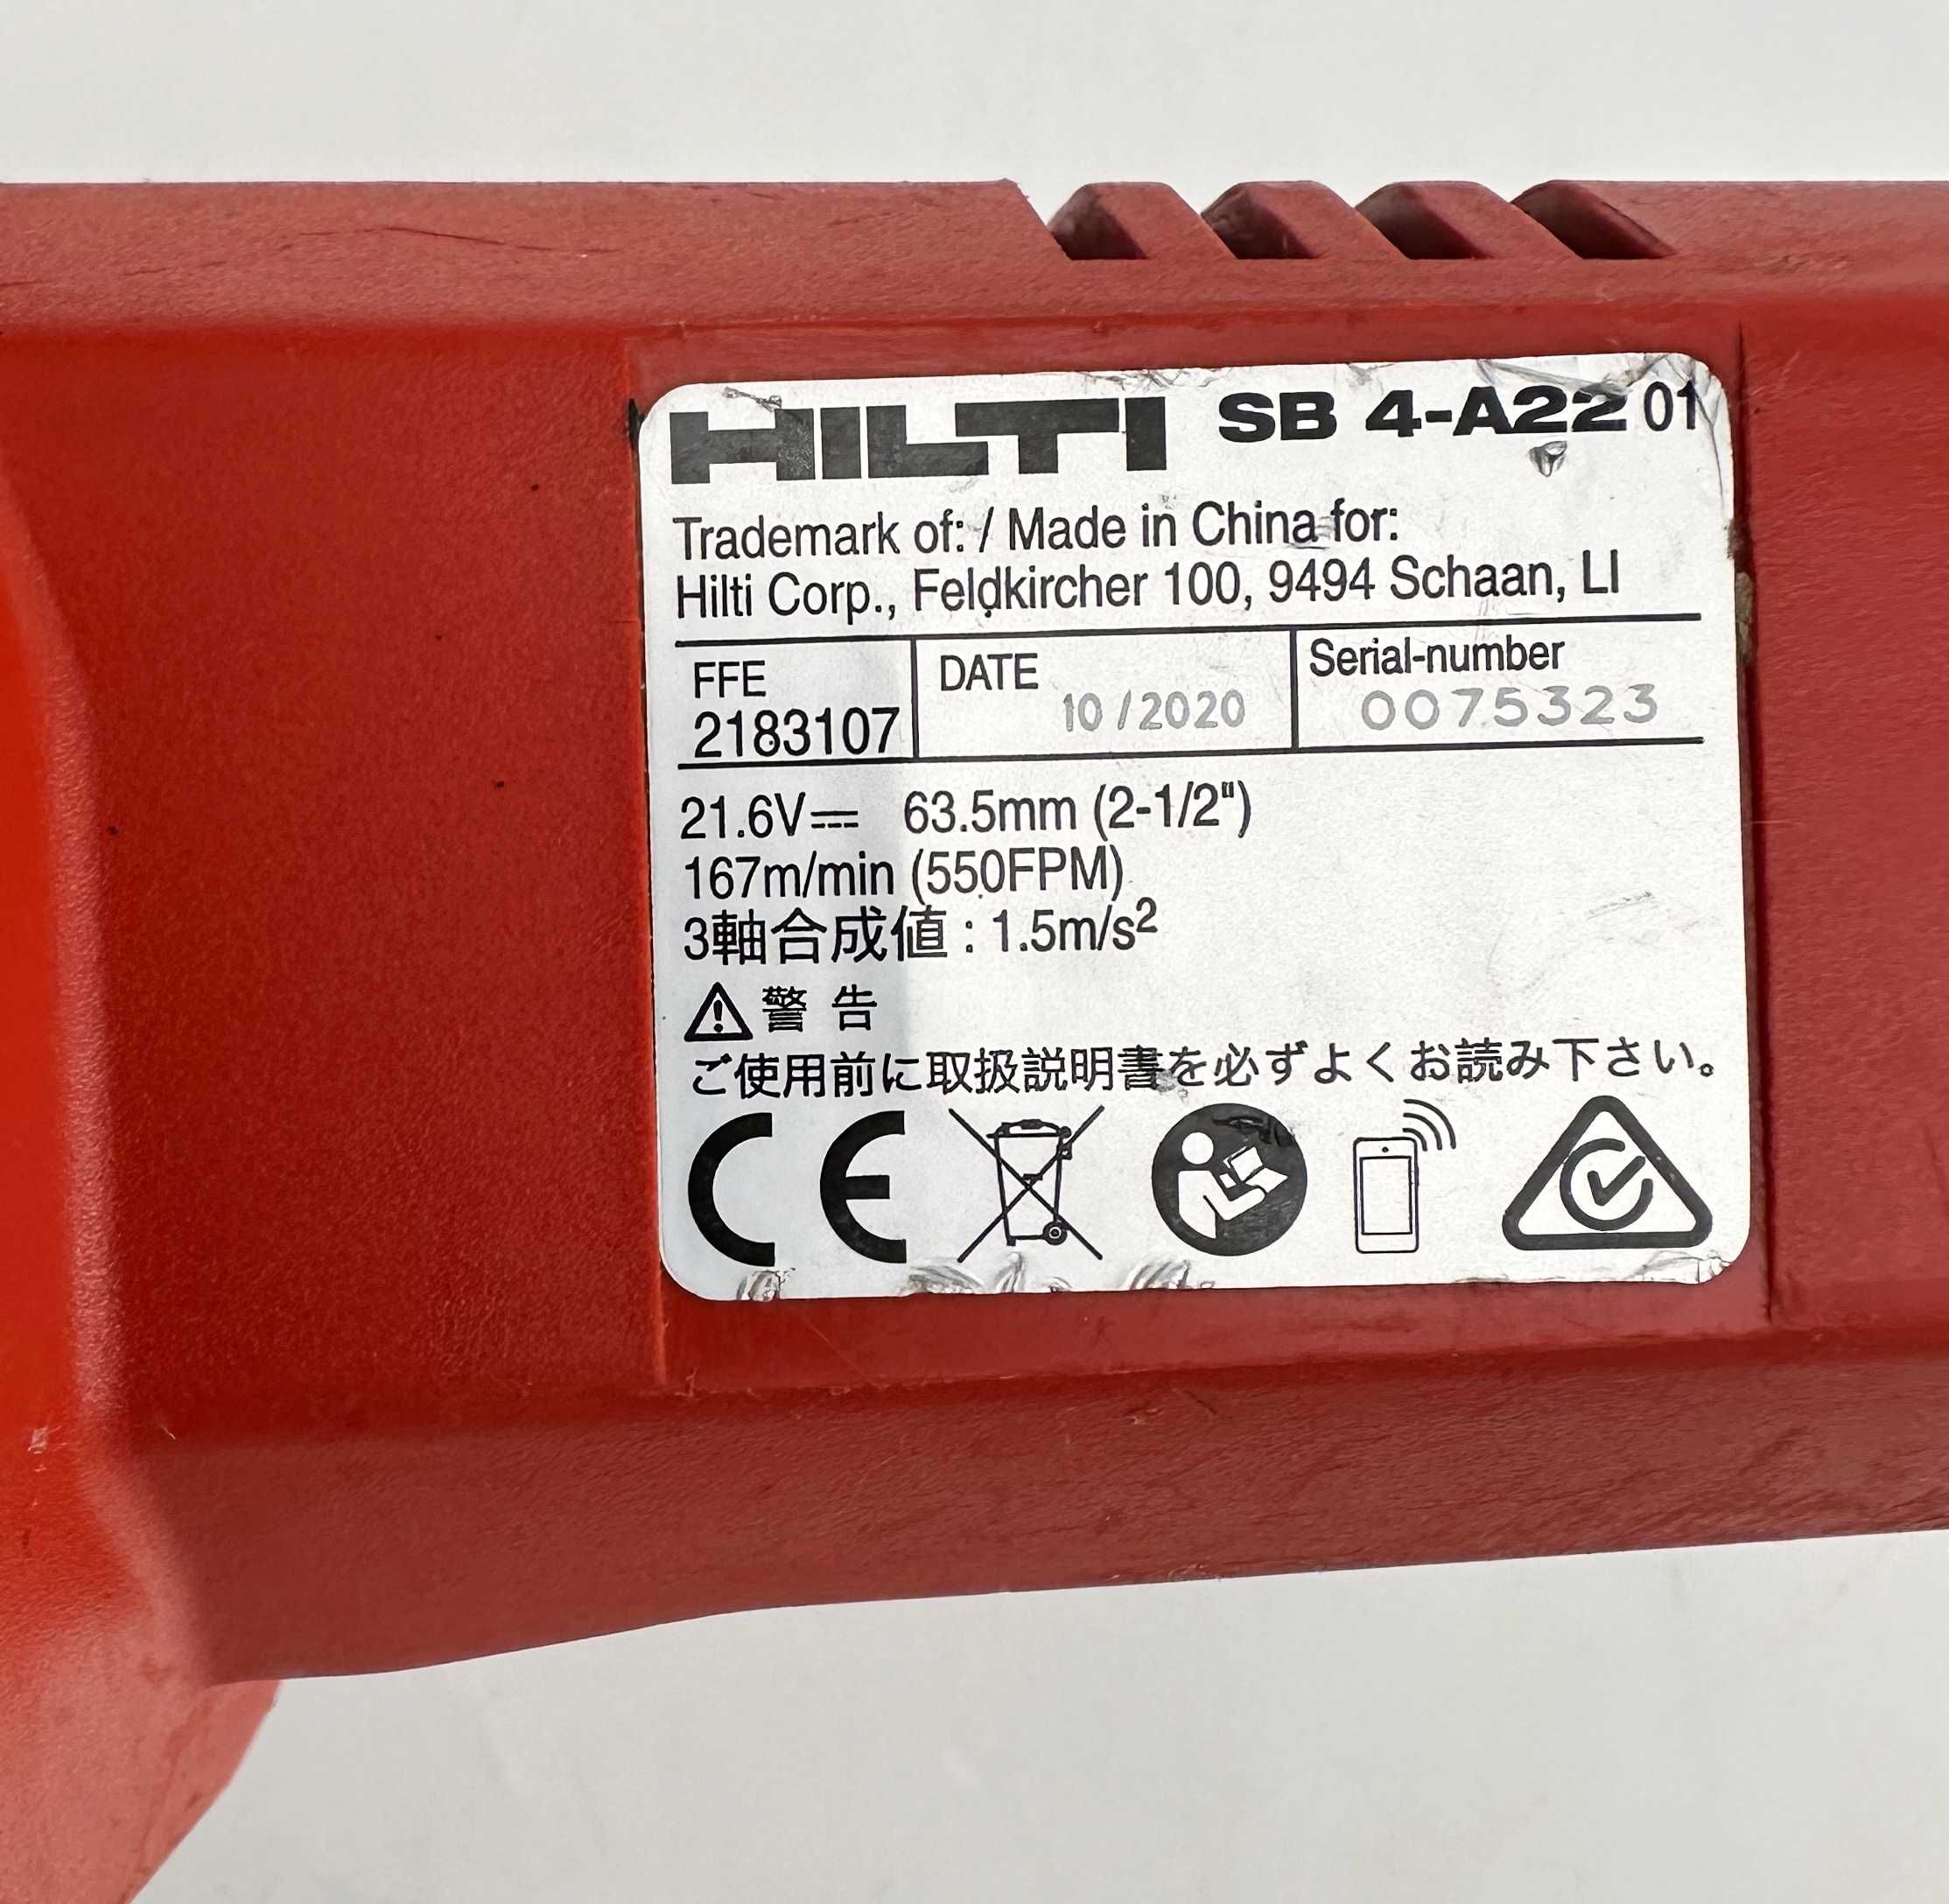 HILTI SB 4-A22 01
Trademark of: / Made in China for:
Hilti Corp., Feldkircher 100, 9494 Schaan, LI
FFE DATE Serial-number
2183107 10/2020 0075323
21.6V⎓ 63.5mm (2-1/2")
167m/min (550FPM)
3軸合成値 : 1.5m/s²
⚠警 告
ご使用前に取扱説明書を必ずよくお読み下さい。
CE